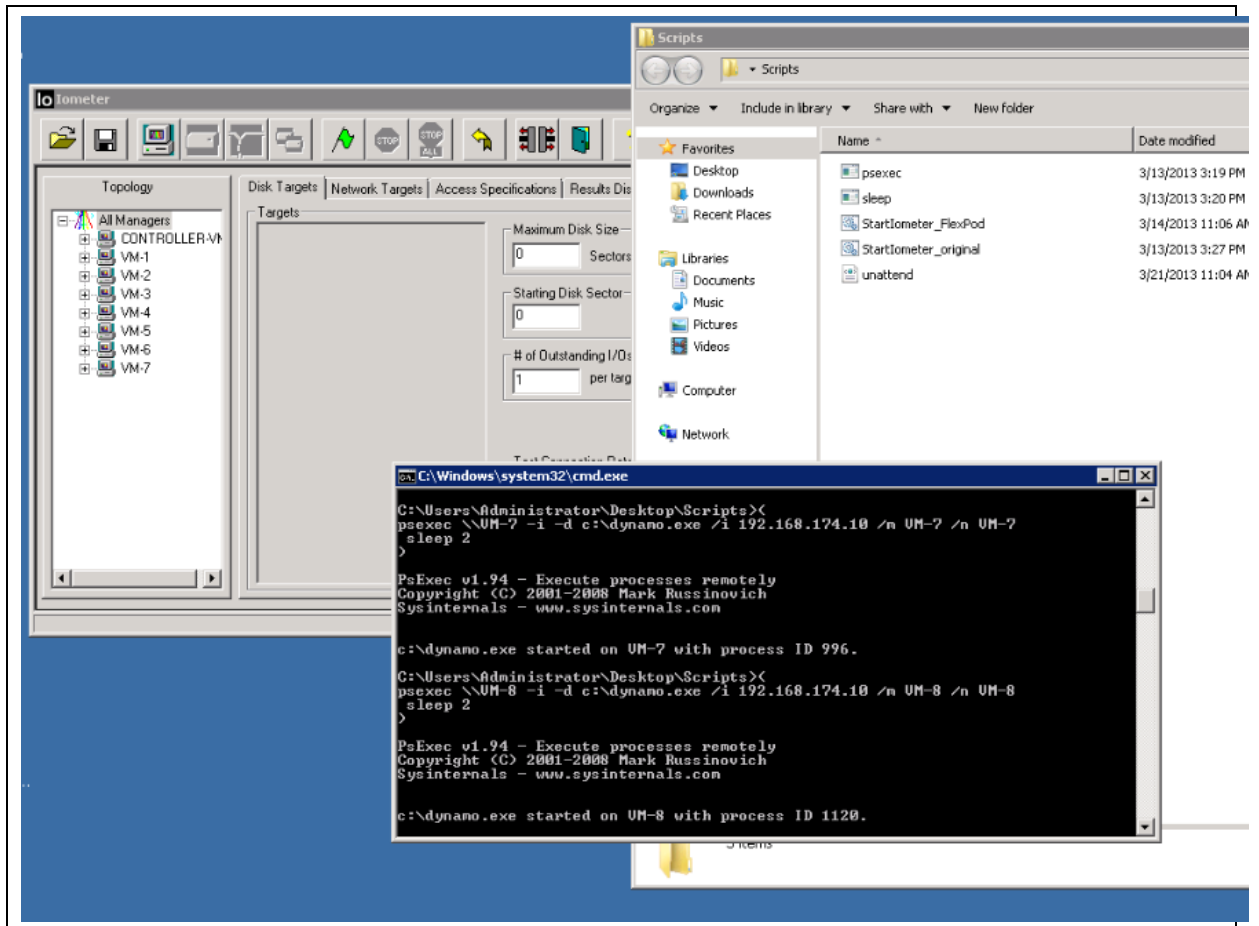 Iometer
STOP
STOP ALL
Topology
All Managers
CONTROLLER-VM
VM-1
VM-2
VM-3
VM-4
VM-5
VM-6
VM-7
Disk Targets
Network Targets
Access Specifications
Results Dis
Targets
Maximum Disk Size
0
Sectors
Starting Disk Sector
0
# of Outstanding I/Os
1
per targ
Scripts
Scripts
Organize
Include in library
Share with
New folder
Favorites
Desktop
Downloads
Recent Places
Libraries
Documents
Music
Pictures
Videos
Computer
Network
Name
Date modified
psexec
3/13/2013 3:19 PM
sleep
3/13/2013 3:20 PM
StartIometer_FlexPod
3/14/2013 11:06 AM
StartIometer_original
3/13/2013 3:27 PM
unattend
3/21/2013 11:04 AM
C:\Windows\system32\cmd.exe
C:\Users\Administrator\Desktop\Scripts>(
psexec \\VM-7 -i -d c:\dynamo.exe /i 192.168.174.10 /m VM-7 /n VM-7
sleep 2
)
PsExec v1.94 - Execute processes remotely
Copyright (C) 2001-2008 Mark Russinovich
Sysinternals - www.sysinternals.com
c:\dynamo.exe started on VM-7 with process ID 996.
C:\Users\Administrator\Desktop\Scripts>(
psexec \\VM-8 -i -d c:\dynamo.exe /i 192.168.174.10 /m VM-8 /n VM-8
sleep 2
)
PsExec v1.94 - Execute processes remotely
Copyright (C) 2001-2008 Mark Russinovich
Sysinternals - www.sysinternals.com
c:\dynamo.exe started on VM-8 with process ID 1120.
items